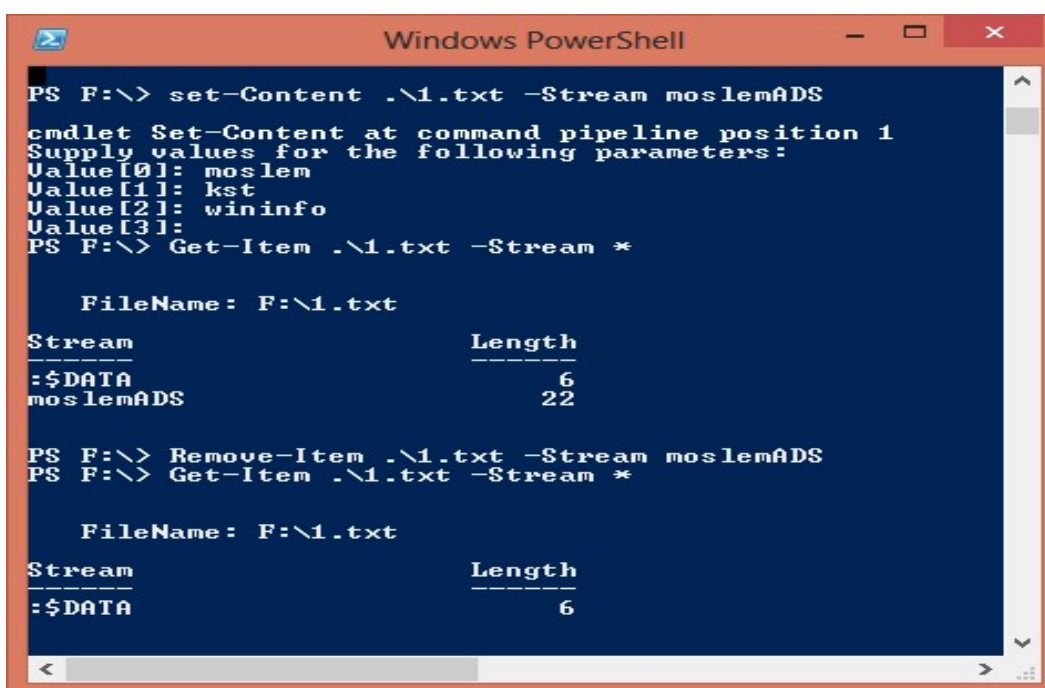 Windows PowerShell
PS F:\> set-Content .\1.txt -Stream moslemADS
cmdlet Set-Content at command pipeline position 1
Supply values for the following parameters:
Value[0]: moslem
Value[1]: kst
Value[2]: wininfo
Value[3]:
PS F:\> Get-Item .\1.txt -Stream *
FileName: F:\1.txt
Stream Length
------ ------
:$DATA 6
moslemADS 22
PS F:\> Remove-Item .\1.txt -Stream moslemADS
PS F:\> Get-Item .\1.txt -Stream *
FileName: F:\1.txt
Stream Length
------ ------
:$DATA 6